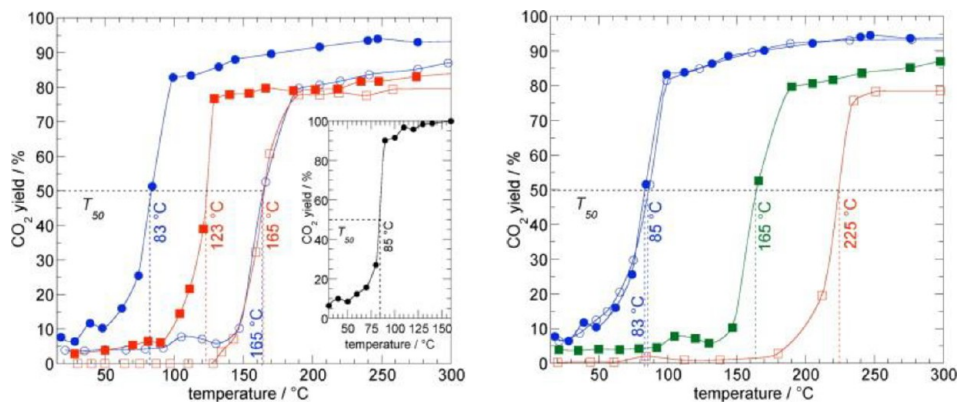 100
90
80
70
60
50
40
30
20
10
0
CO2 yield / %
T50
83 °C
123 °C
165 °C
165 °C
50 100 150 200 250 300
temperature / °C
100
80
60
40
20
0
CO2 yield / %
T50
85 °C
50 75 100 125 150
temperature / °C
100
90
80
70
60
50
40
30
20
10
0
CO2 yield / %
T50
83 °C
85 °C
165 °C
225 °C
50 100 150 200 250 300
temperature / °C